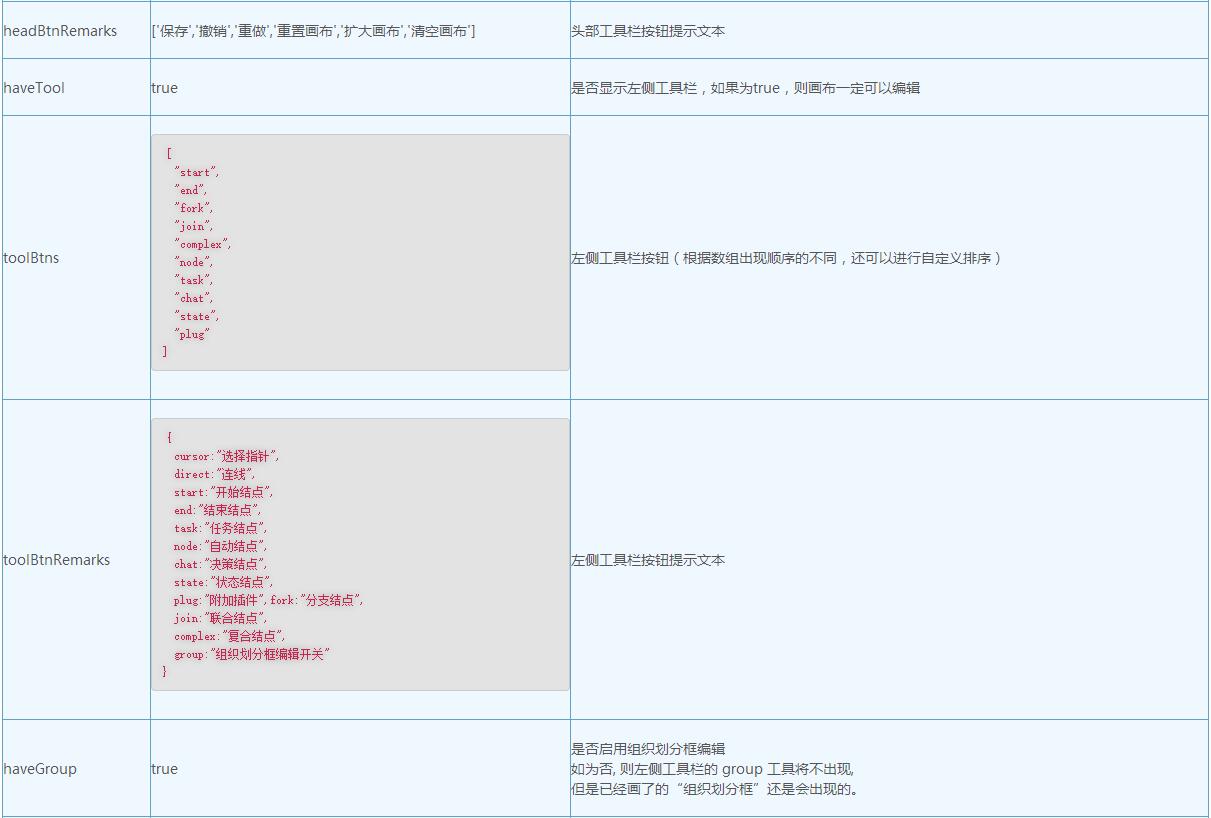 headBtnRemarks ['保存','撤销','重做','重置画布','扩大画布','清空画布'] 头部工具栏按钮提示文本
haveTool true 是否显示左侧工具栏，如果为true，则画布一定可以编辑
toolBtns
[
"start",
"end",
"fork",
"join",
"complex",
"node",
"task",
"chat",
"state",
"plug"
]
左侧工具栏按钮（根据数组出现顺序的不同，还可以进行自定义排序）
toolBtnRemarks
{
cursor:"选择指针",
direct:"连线",
start:"开始结点",
end:"结束结点",
task:"任务结点",
node:"自动结点",
chat:"决策结点",
state:"状态结点",
plug:"附加插件",fork:"分支结点",
join:"联合结点",
complex:"复合结点",
group:"组织划分框编辑开关"
}
左侧工具栏按钮提示文本
haveGroup true
是否启用组织划分框编辑
如为否, 则左侧工具栏的 group 工具将不出现,
但是已经画了的“组织划分框”还是会出现的。